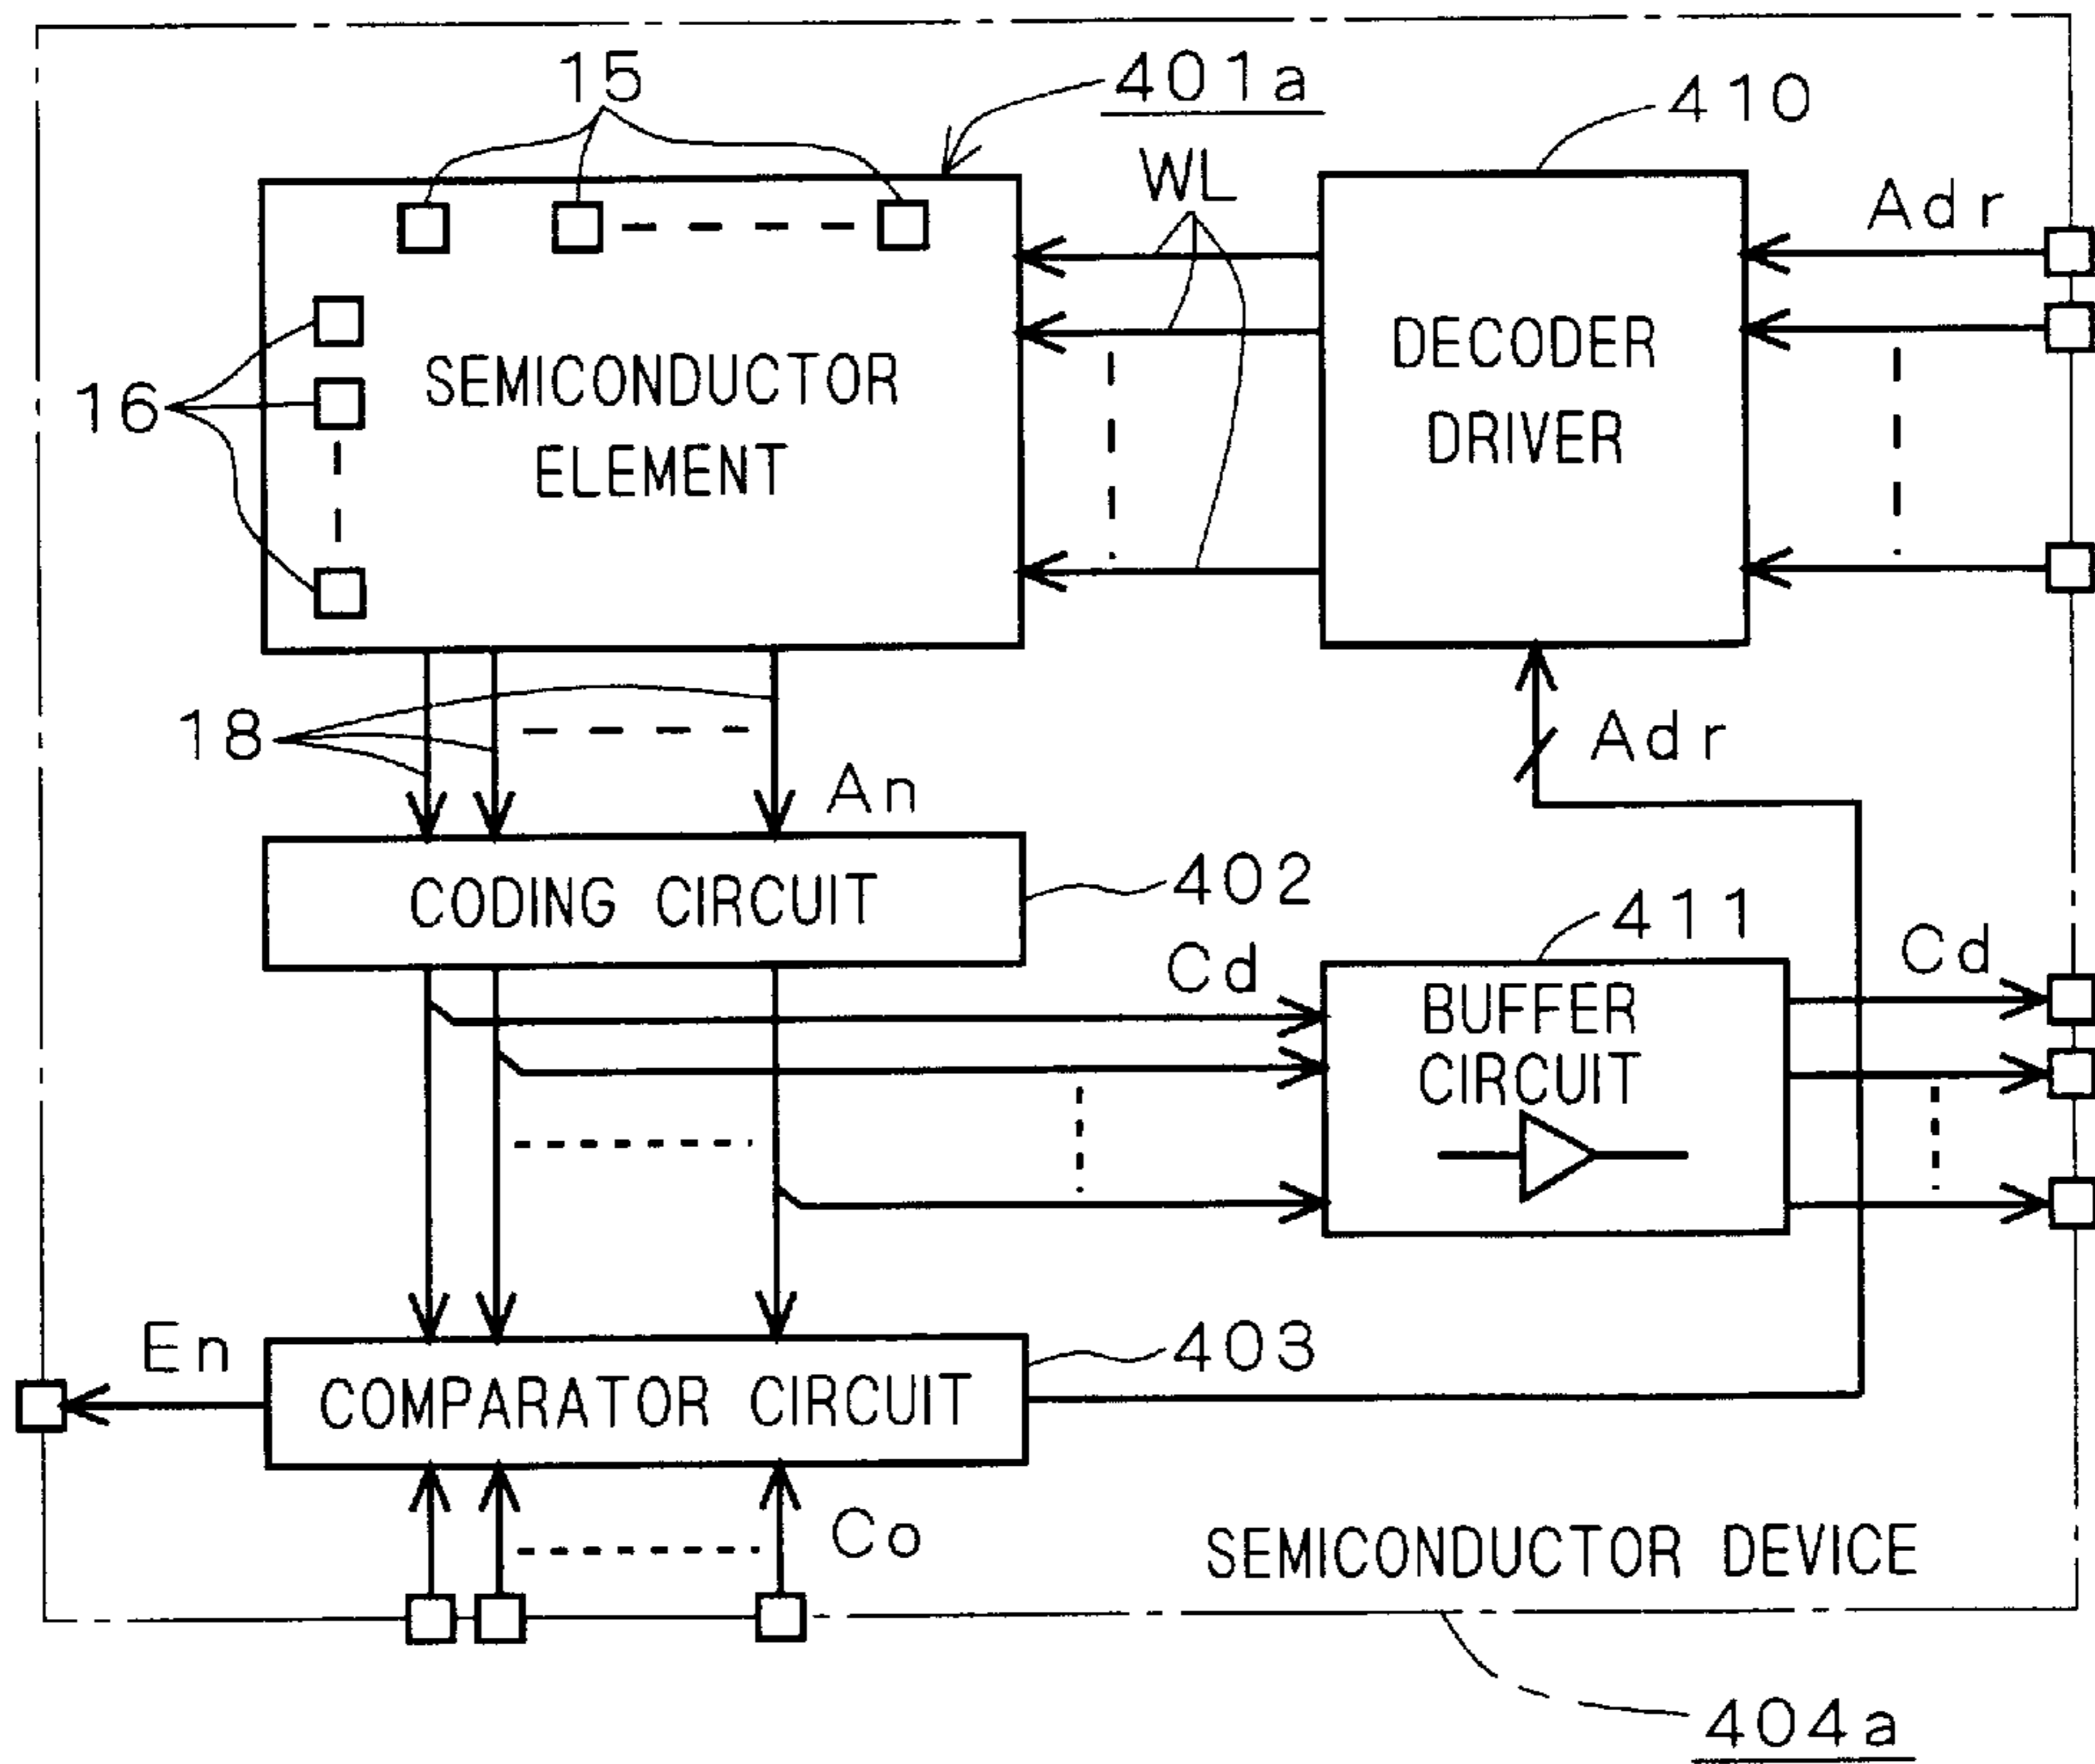 15
401a
410
WL
Adr
16
SEMICONDUCTOR
ELEMENT
DECODER
DRIVER
18
An
Adr
CODING CIRCUIT
402
Cd
411
Cd
BUFFER
CIRCUIT
En
COMPARATOR CIRCUIT
403
Co
SEMICONDUCTOR DEVICE
404a